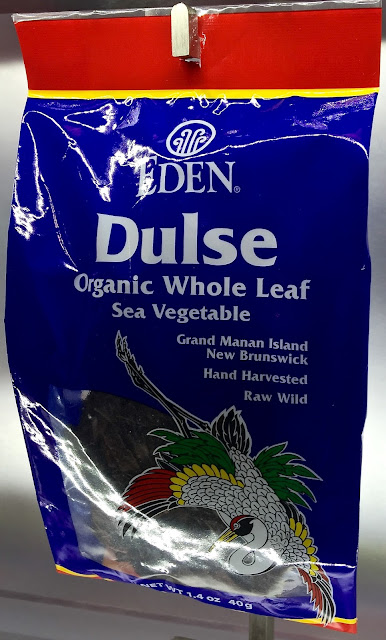 EDEN®
Dulse
Organic Whole Leaf
Sea Vegetable
Grand Manan Island
New Brunswick
Hand Harvested
Raw Wild
NET WT 1.4 oz 40g